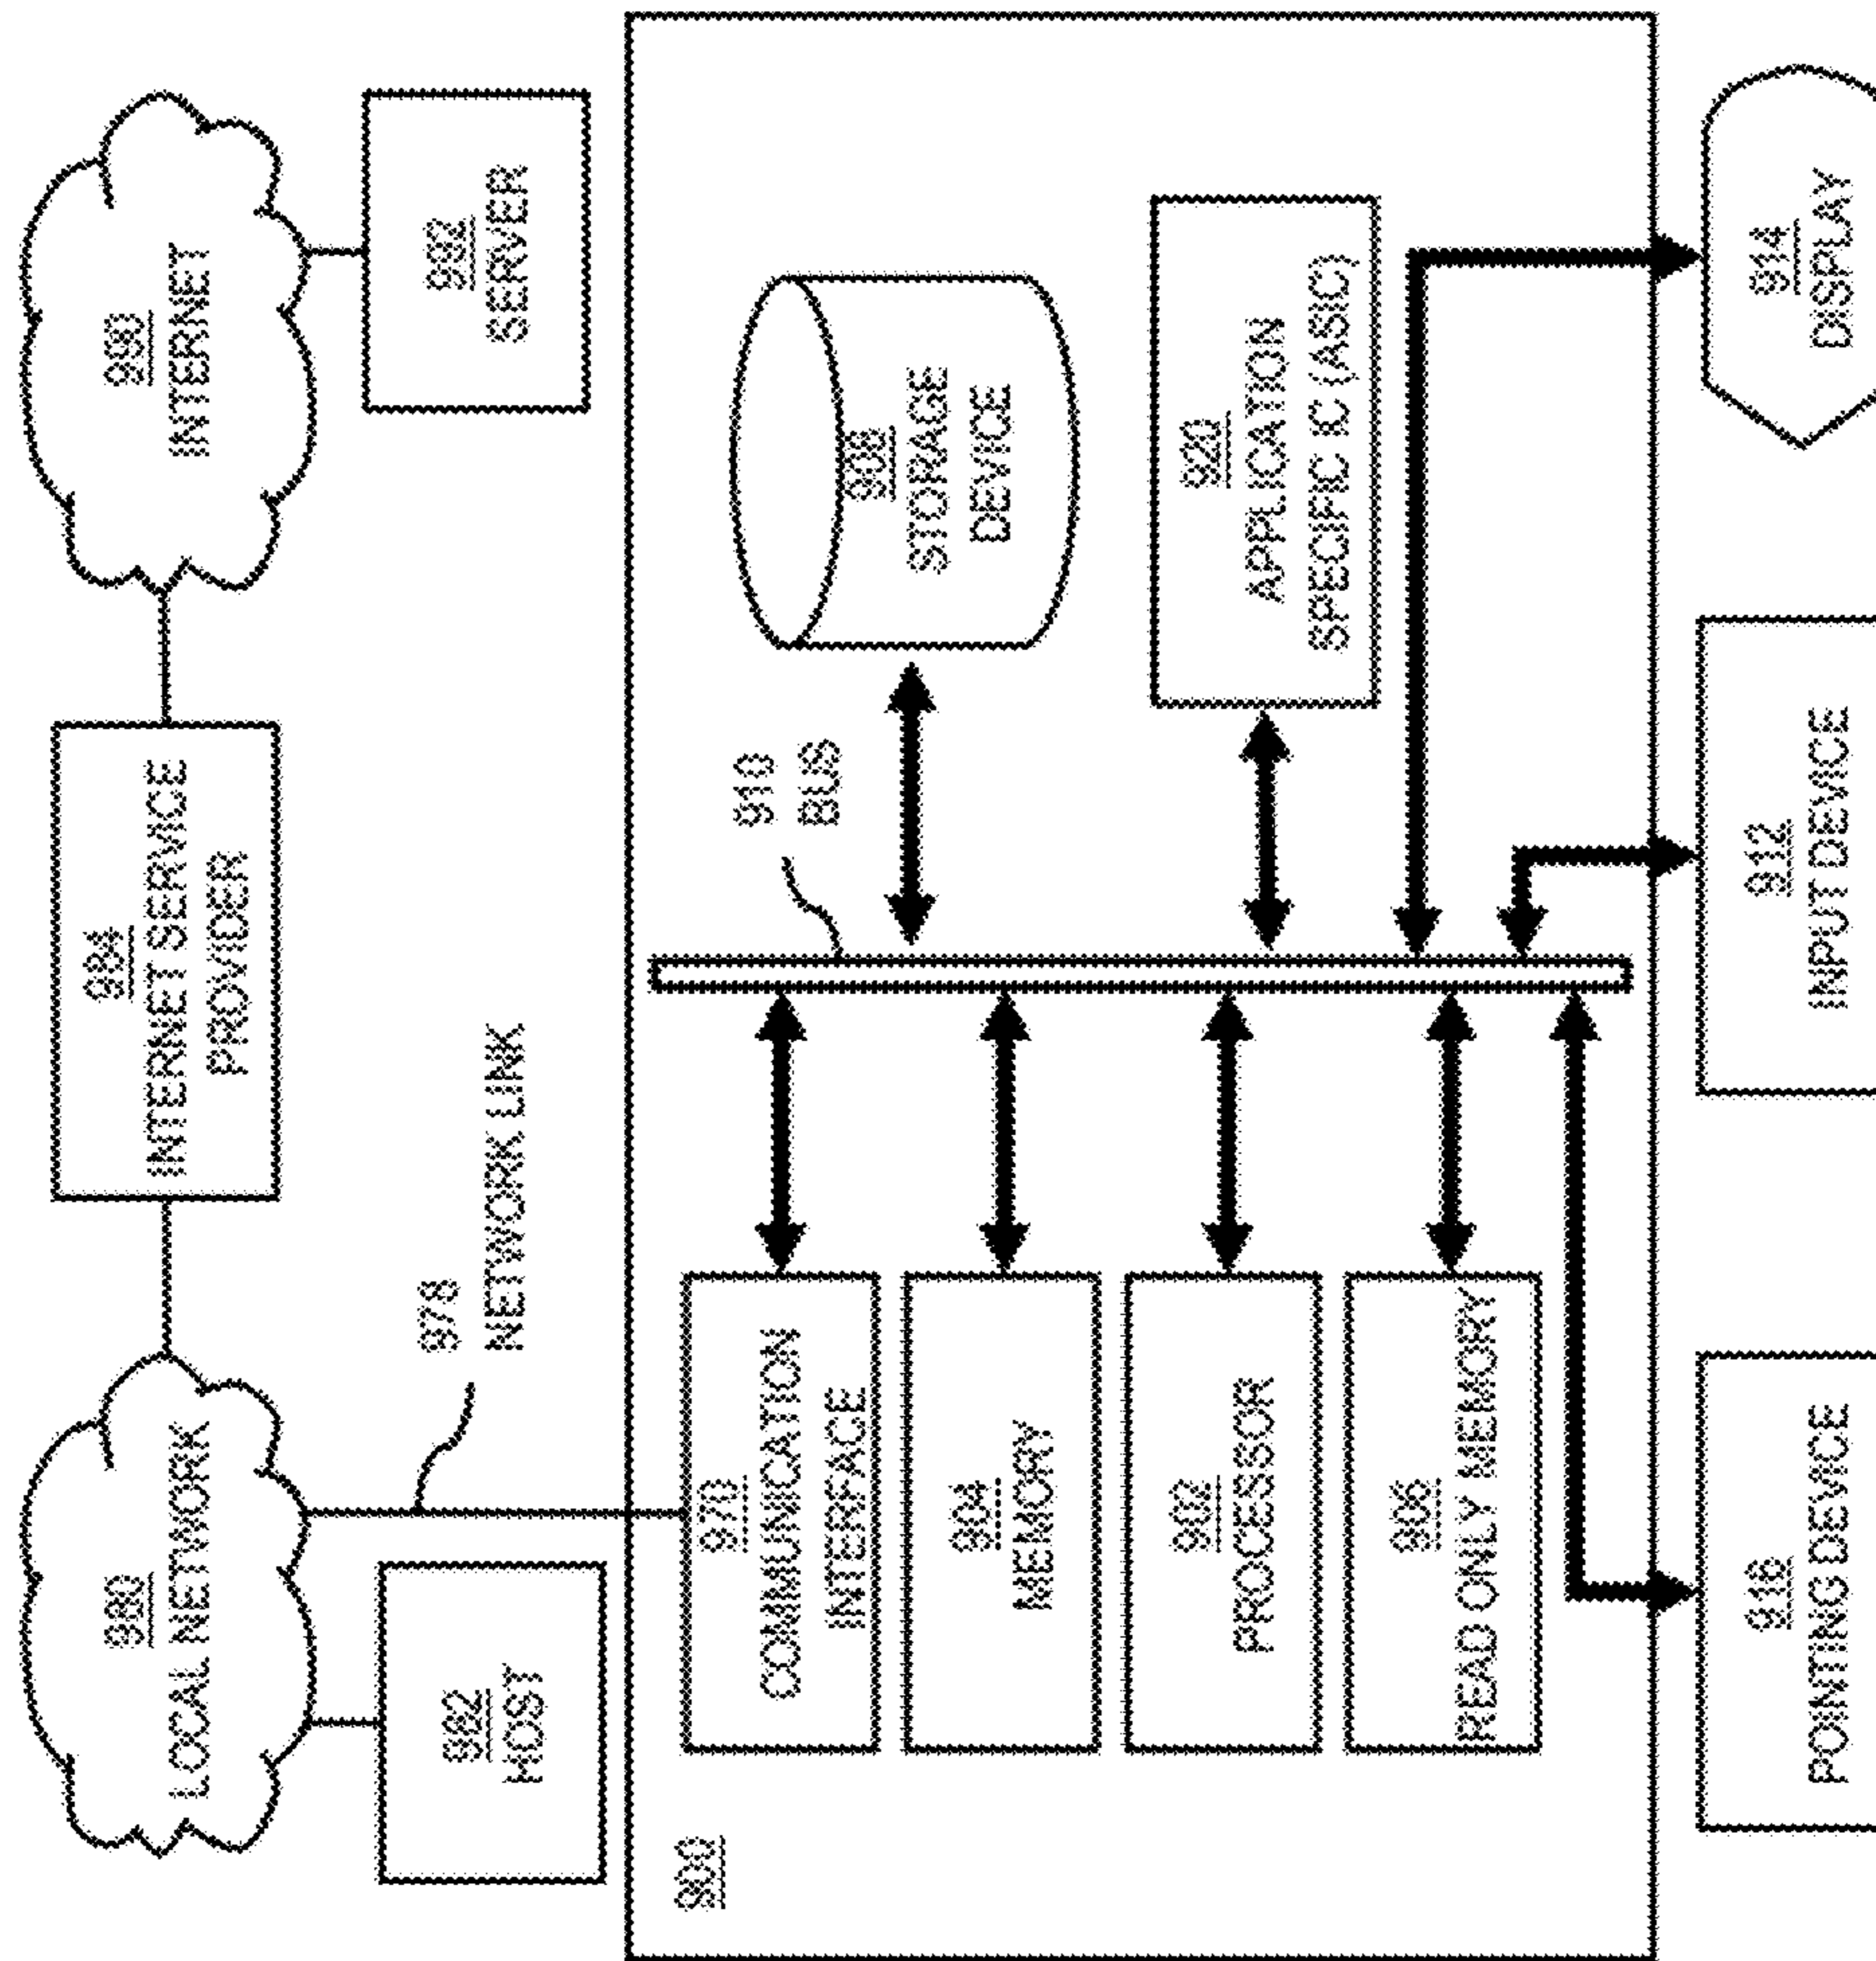 980
LOCAL NETWORK
984
INTERNET SERVICE
PROVIDER
990
INTERNET
982
HOST
978
NETWORK LINK
992
SERVER
900
970
COMMUNICATION
INTERFACE
910
BUS
908
STORAGE
DEVICE
904
MEMORY
902
PROCESSOR
920
APPLICATION
SPECIFIC IC (ASIC)
906
READ ONLY MEMORY
916
POINTING DEVICE
912
INPUT DEVICE
914
DISPLAY